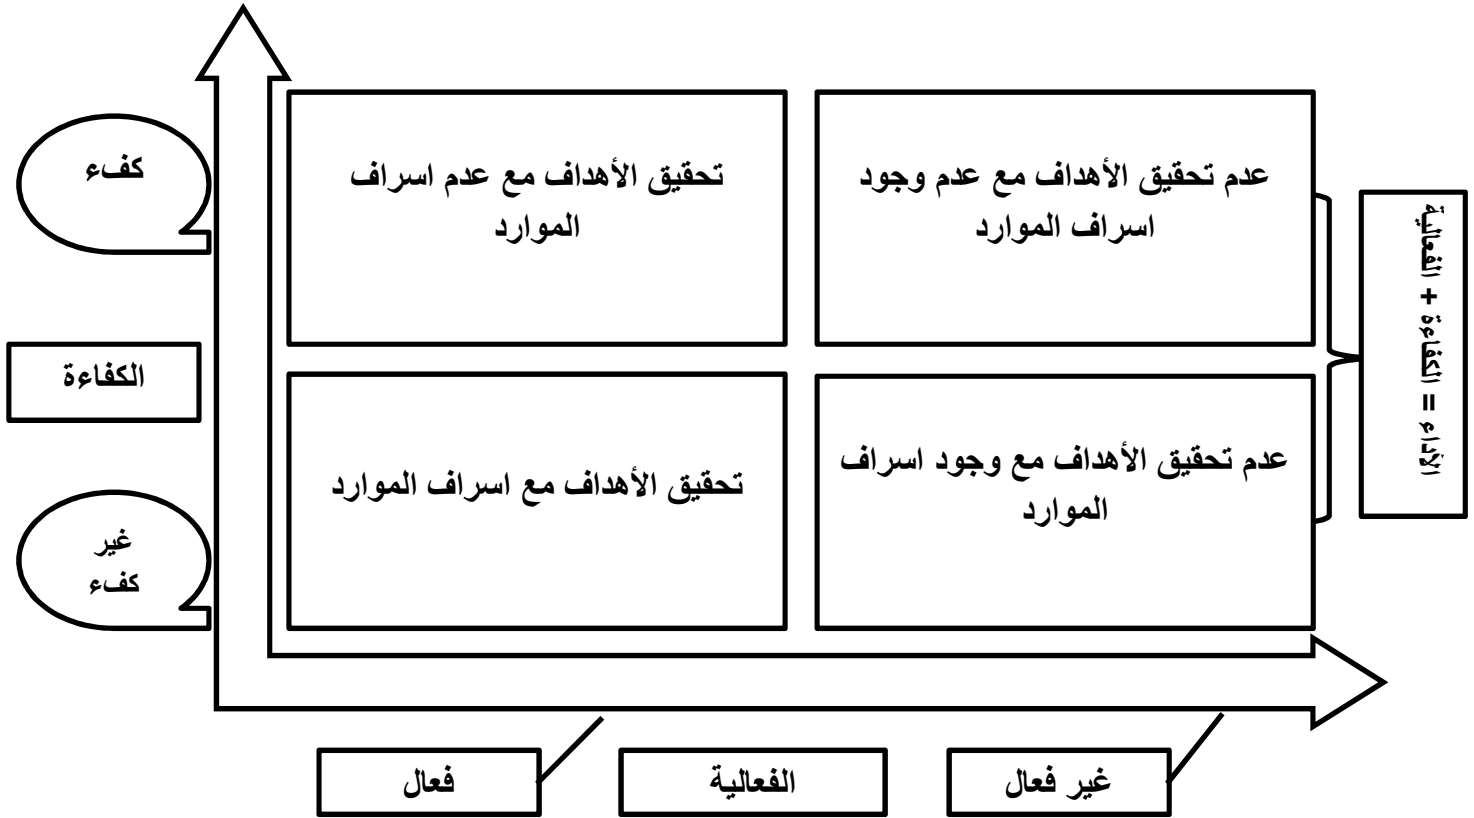 كفء
تحقيق الأهداف مع عدم اسراف
الموارد
عدم تحقيق الأهداف مع عدم وجود
اسراف الموارد
الأداء = الكفاءة + الفعالية
الكفاءة
تحقيق الأهداف مع اسراف الموارد
عدم تحقيق الأهداف مع وجود اسراف
الموارد
غير
كفء
فعال
الفعالية
غير فعال